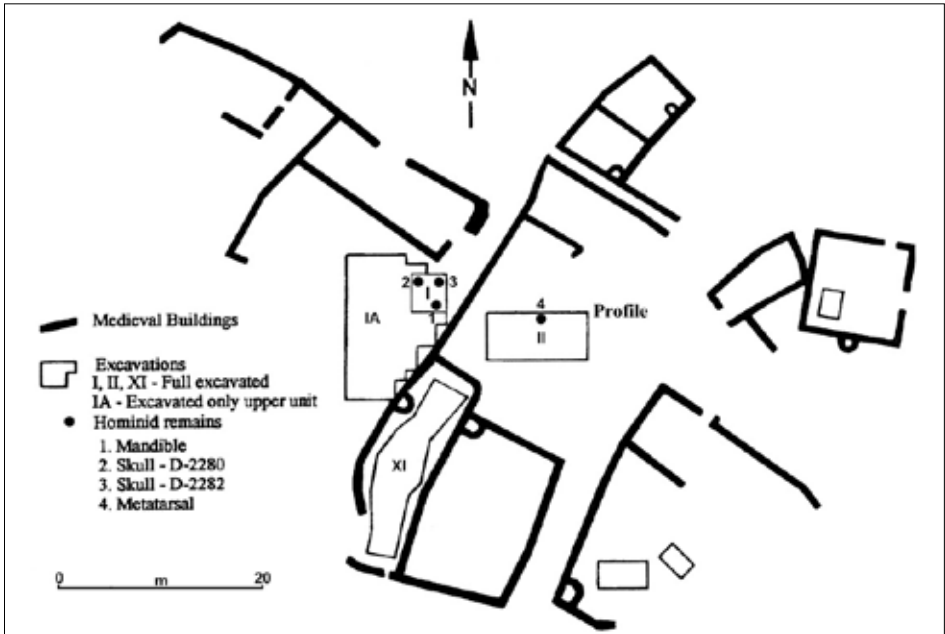 N
2
3
I
1
IA
4
Profile
II
XI
Medieval Buildings
Excavations
I, II, XI - Full excavated
IA - Excavated only upper unit
Hominid remains
1. Mandible
2. Skull - D-2280
3. Skull - D-2282
4. Metatarsal
0 m 20